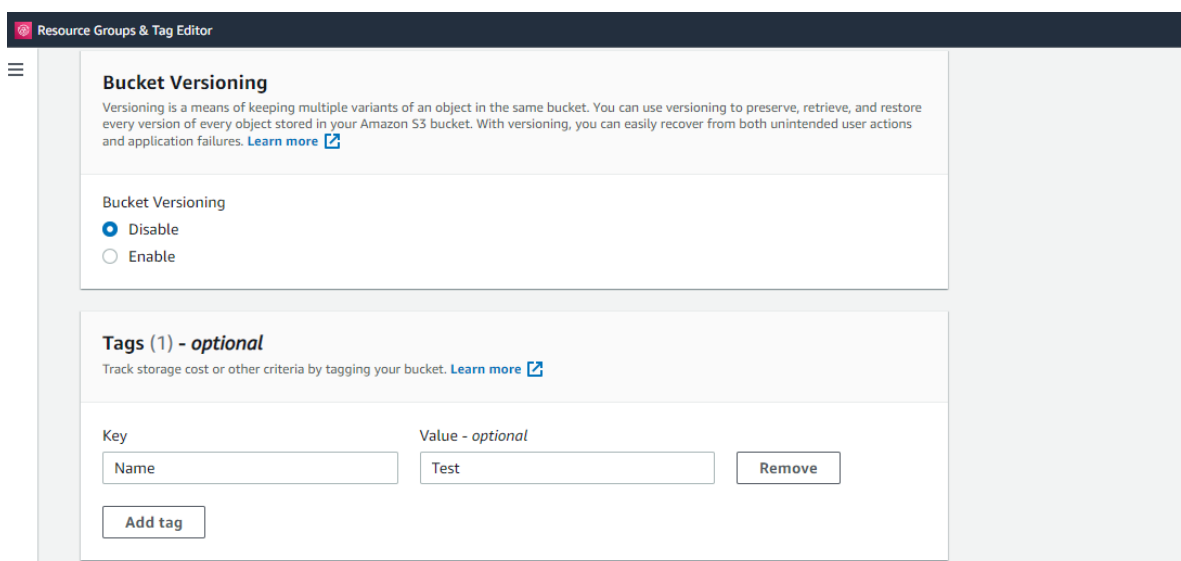 Resource Groups & Tag Editor
Bucket Versioning
Versioning is a means of keeping multiple variants of an object in the same bucket. You can use versioning to preserve, retrieve, and restore
every version of every object stored in your Amazon S3 bucket. With versioning, you can easily recover from both unintended user actions
and application failures. Learn more
Bucket Versioning
Disable
Enable
Tags (1) - optional
Track storage cost or other criteria by tagging your bucket. Learn more
Key Value - optional
Name Test Remove
Add tag